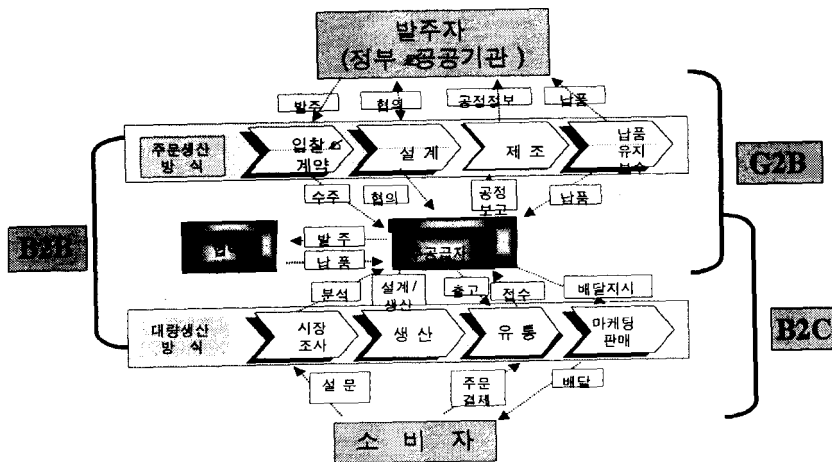 발주자
(정부 공공기관)
발주
협의
공정정보
납품
주문생산
방 식
입찰
계약
설 계
제 조
납품
유지
보수
G2B
수주
협의
공정
보고
납품
B2B
발 주
공급자
납 품
분석
설계/
생산
출고
접수
배달지시
대량생산
방 식
시장
조사
생 산
유 통
마케팅
판매
B2C
설 문
주문
결제
배달
소 비 자